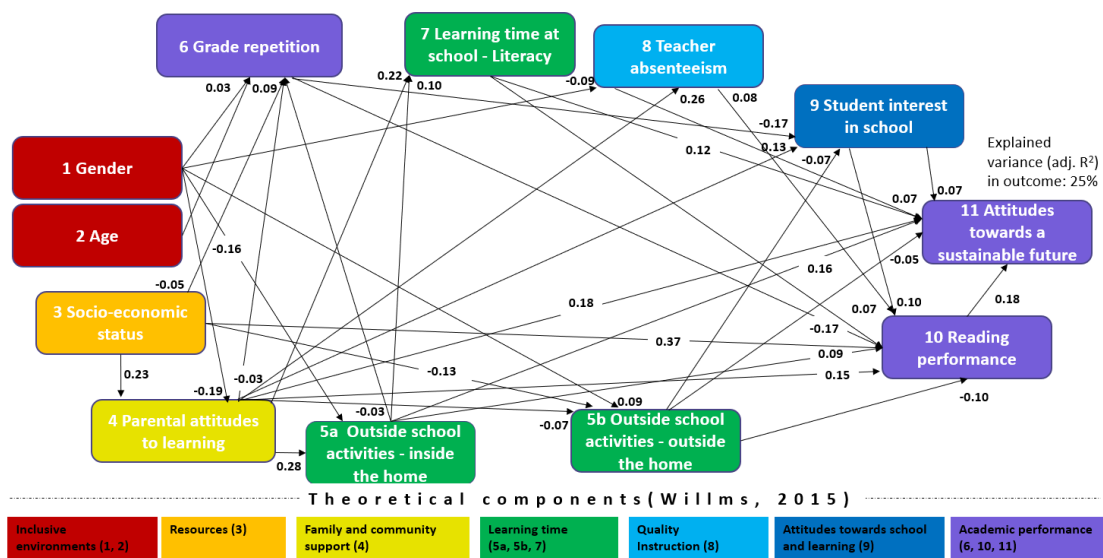 6 Grade repetition
7 Learning time at
school - Literacy
8 Teacher
absenteeism
0.03
0.09
0.22
0.10
-0.09
0.26
0.08
9 Student interest
in school
-0.17
0.12
0.13
-0.07
Explained
variance (adj. R²)
in outcome: 25%
1 Gender
2 Age
0.07
0.07
11 Attitudes
towards a
sustainable future
-0.16
-0.05
0.16
-0.05
3 Socio-economic
status
0.18
0.07
0.10
0.18
-0.17
0.37
10 Reading
performance
0.09
0.23
-0.19
-0.03
-0.13
0.15
-0.10
4 Parental attitudes
to learning
-0.03
-0.07
0.09
0.28
5a Outside school
activities - inside
the home
5b Outside school
activities - outside
the home
Theoretical components (Willms, 2015)
Inclusive
environments (1, 2)
Resources (3)
Family and community
support (4)
Learning time
(5a, 5b, 7)
Quality
Instruction (8)
Attitudes towards school
and learning (9)
Academic performance
(6, 10, 11)